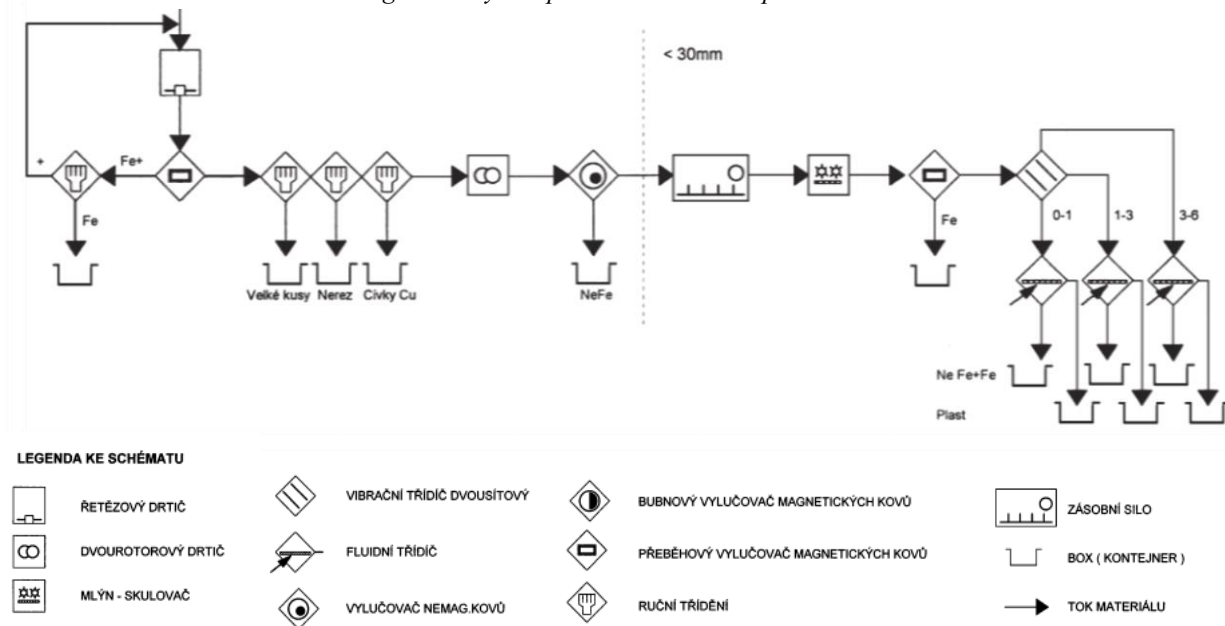 < 30mm
+
Fe+
Fe
Fe
0-1
1-3
3-6
Velké kusy
Nerez
Cívky Cu
NeFe
Ne Fe+Fe
Plast
LEGENDA KE SCHÉMATU
ŘETĚZOVÝ DRTIČ
VIBRAČNÍ TŘÍDIČ DVOUSÍTOVÝ
BUBNOVÝ VYLUČOVAČ MAGNETICKÝCH KOVŮ
ZÁSOBNÍ SILO
DVOUROTOROVÝ DRTIČ
FLUIDNÍ TŘÍDIČ
PŘEBĚHOVÝ VYLUČOVAČ MAGNETICKÝCH KOVŮ
BOX ( KONTEJNER )
MLÝN - SKULOVAČ
VYLUČOVAČ NEMAG.KOVŮ
RUČNÍ TŘÍDĚNÍ
TOK MATERIÁLU